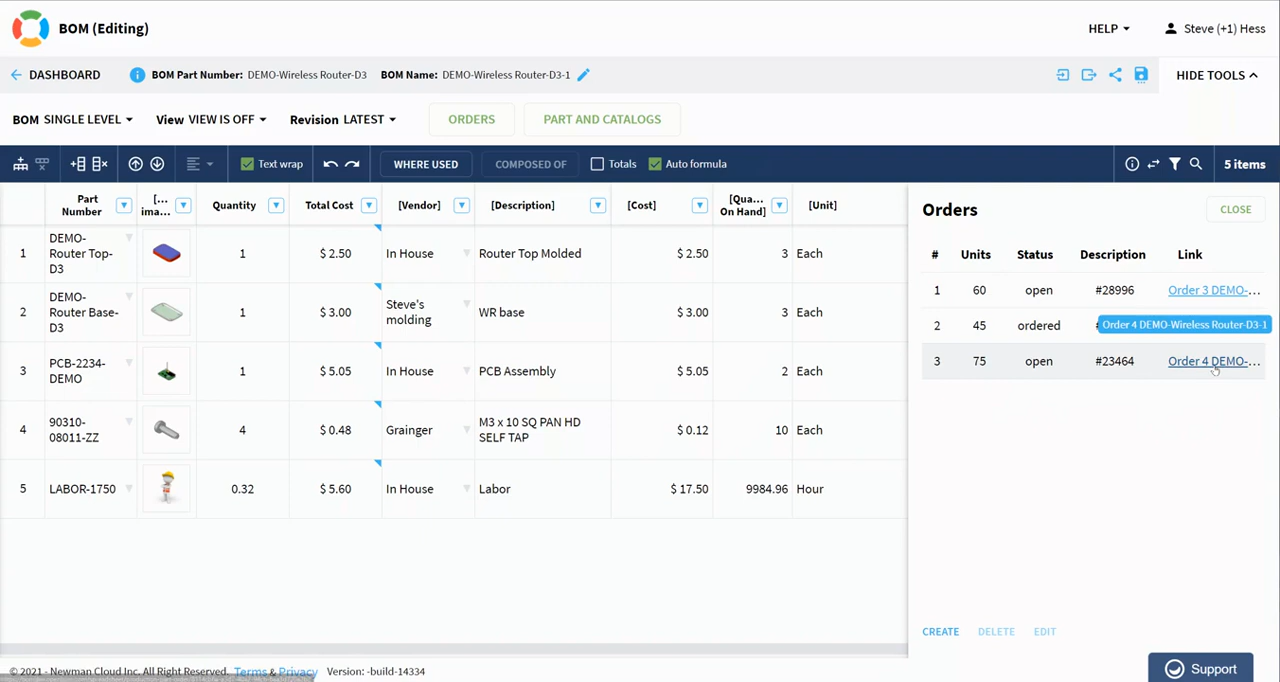 BOM (Editing)
HELP
Steve (+1) Hess
DASHBOARD
BOM Part Number: DEMO-Wireless Router-D3
BOM Name: DEMO-Wireless Router-D3-1
HIDE TOOLS
BOM SINGLE LEVEL
View VIEW IS OFF
Revision LATEST
ORDERS
PART AND CATALOGS
Text wrap
WHERE USED
COMPOSED OF
Totals
Auto formula
5 items
Part
Number
[...
ima...
Quantity
Total Cost
[Vendor]
[Description]
[Cost]
[Qua...
On Hand]
[Unit]
1
DEMO-
Router Top-
D3
1
$ 2.50
In House
Router Top Molded
$ 2.50
3
Each
2
DEMO-
Router Base-
D3
1
$ 3.00
Steve's
molding
WR base
$ 3.00
3
Each
3
PCB-2234-
DEMO
1
$ 5.05
In House
PCB Assembly
$ 5.05
2
Each
4
90310-
08011-ZZ
4
$ 0.48
Grainger
M3 x 10 SQ PAN HD
SELF TAP
$ 0.12
10
Each
5
LABOR-1750
0.32
$ 5.60
In House
Labor
$ 17.50
9984.96
Hour
Orders
CLOSE
# Units Status Description Link
1 60 open #28996 Order 3 DEMO-...
2 45 ordered
Order 4 DEMO-Wireless Router-D3-1
3 75 open #23464 Order 4 DEMO-...
CREATE
DELETE
EDIT
© 2021 - Newman Cloud Inc. All Right Reserved. Terms & Privacy Version: -build-14334
Support